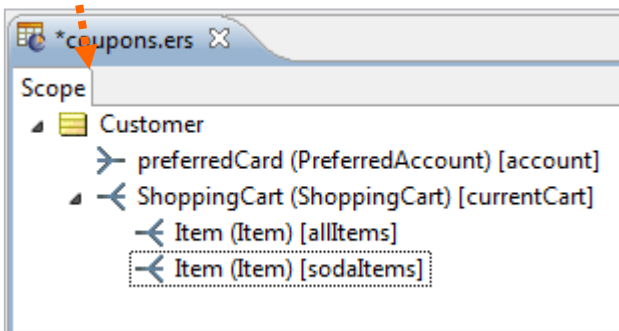 *coupons.ers
Scope
Customer
preferredCard (PreferredAccount) [account]
ShoppingCart (ShoppingCart) [currentCart]
Item (Item) [allItems]
Item (Item) [sodaItems]